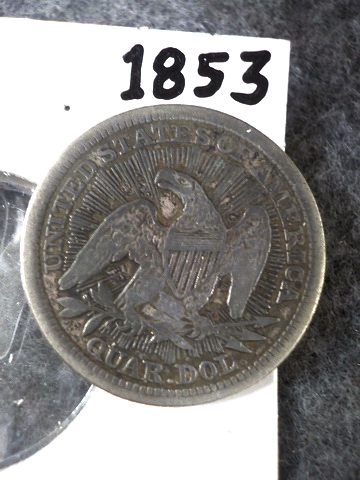 1853
UNITED STATES OF AMERICA
QUAR. DOL.